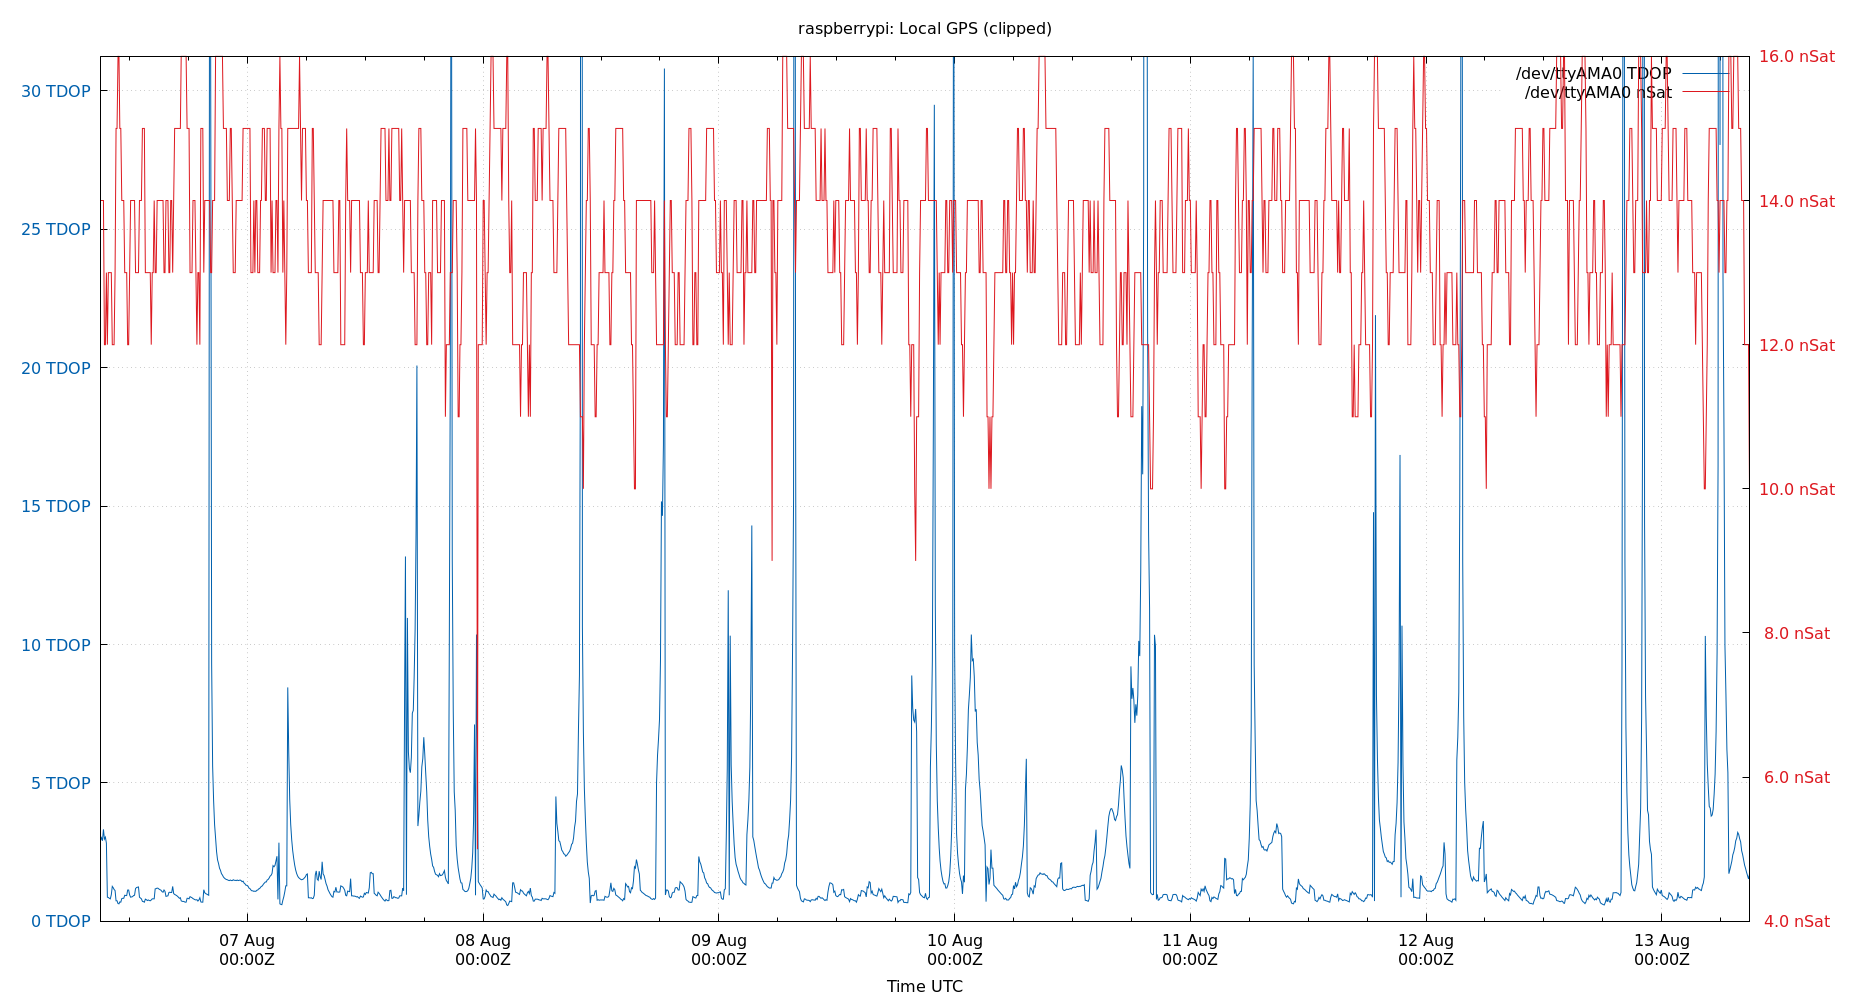 raspberrypi: Local GPS (clipped)
30 TDOP
25 TDOP
20 TDOP
15 TDOP
10 TDOP
5 TDOP
0 TDOP
16.0 nSat
14.0 nSat
12.0 nSat
10.0 nSat
8.0 nSat
6.0 nSat
4.0 nSat
/dev/ttyAMA0 TDOP
/dev/ttyAMA0 nSat
07 Aug
00:00Z
08 Aug
00:00Z
09 Aug
00:00Z
10 Aug
00:00Z
11 Aug
00:00Z
12 Aug
00:00Z
13 Aug
00:00Z
Time UTC